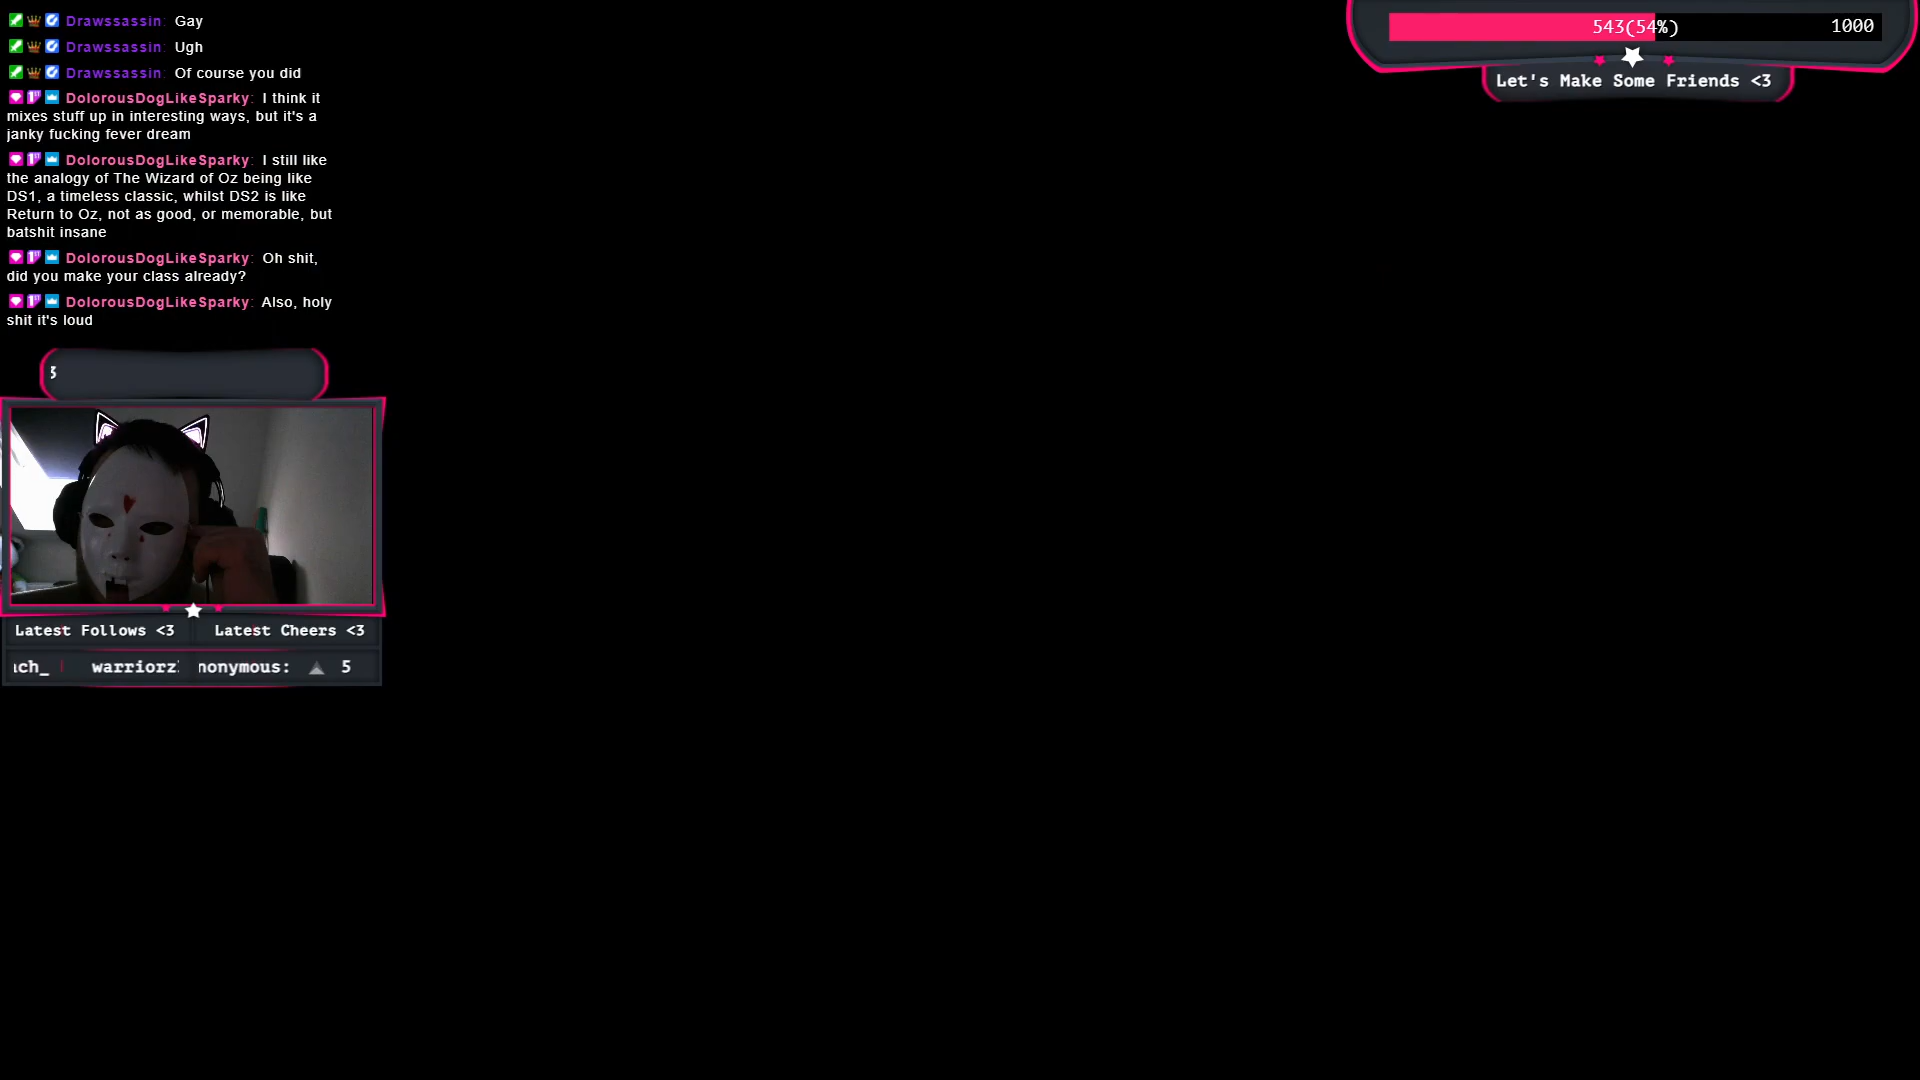 Drawssassin: Gay
Drawssassin: Ugh
Drawssassin: Of course you did
DolorousDogLikeSparky: I think it
mixes stuff up in interesting ways, but it's a
janky fucking fever dream
DolorousDogLikeSparky: I still like
the analogy of The Wizard of Oz being like
DS1, a timeless classic, whilst DS2 is like
Return to Oz, not as good, or memorable, but
batshit insane
DolorousDogLikeSparky: Oh shit,
did you make your class already?
DolorousDogLikeSparky: Also, holy
shit it's loud
3
Latest Follows <3 Latest Cheers <3
ch_ warriorz nonymous: 5
543(54%) 1000
Let's Make Some Friends <3